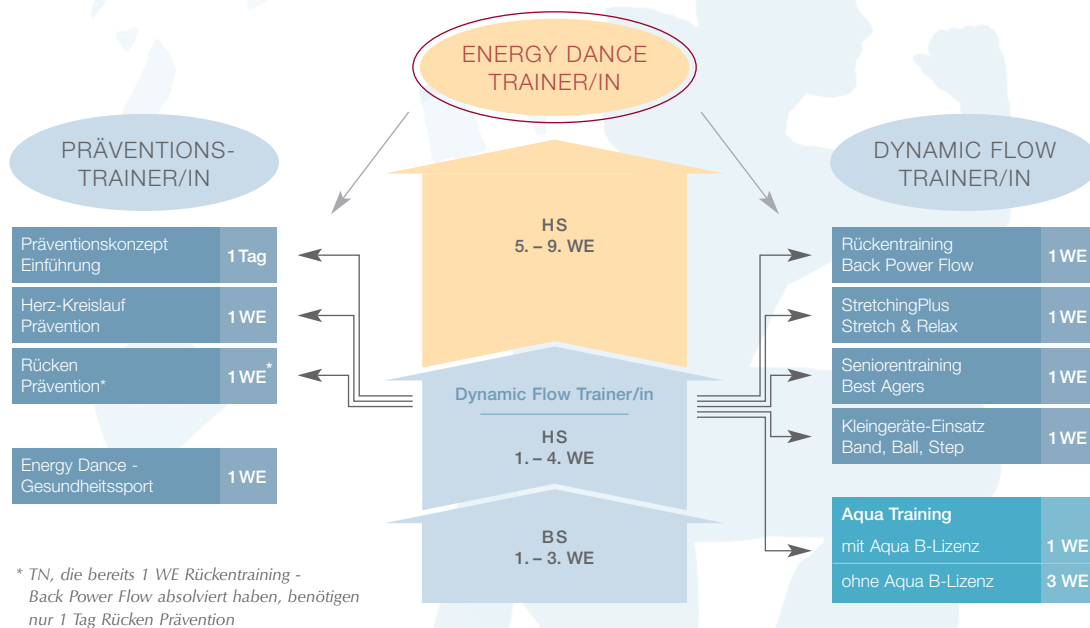 ENERGY DANCE
TRAINER/IN
PRÄVENTIONS-
TRAINER/IN
Präventionskonzept
Einführung
1 Tag
Herz-Kreislauf
Prävention
1 WE
Rücken
Prävention*
1 WE*
Energy Dance -
Gesundheitssport
1 WE
* TN, die bereits 1 WE Rückentraining -
Back Power Flow absolviert haben, benötigen
nur 1 Tag Rücken Prävention
HS
5. – 9. WE
Dynamic Flow Trainer/in
HS
1. – 4. WE
BS
1. – 3. WE
DYNAMIC FLOW
TRAINER/IN
Rückentraining
Back Power Flow
1 WE
StretchingPlus
Stretch & Relax
1 WE
Seniorentraining
Best Agers
1 WE
Kleingeräte-Einsatz
Band, Ball, Step
1 WE
Aqua Training
mit Aqua B-Lizenz 1 WE
ohne Aqua B-Lizenz 3 WE